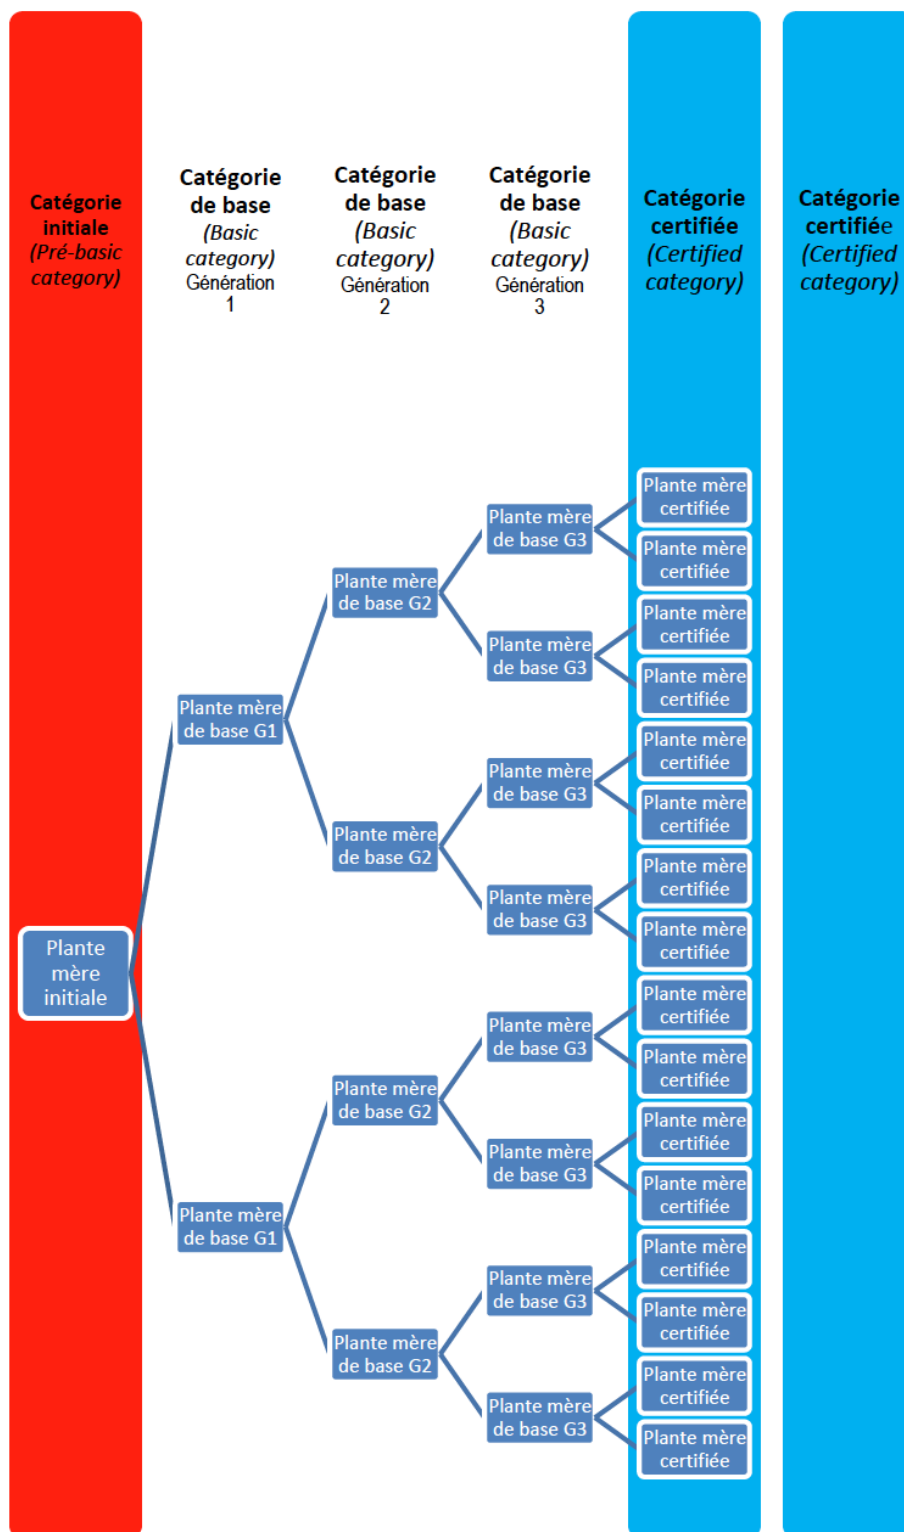 Catégorie
initiale
(Pré-basic
category)
Catégorie
de base
(Basic
category)
Génération
1
Catégorie
de base
(Basic
category)
Génération
2
Catégorie
de base
(Basic
category)
Génération
3
Catégorie
certifiée
(Certified
category)
Catégorie
certifiée
(Certified
category)
Plante
mère
initiale
Plante mère
de base G1
Plante mère
de base G1
Plante mère
de base G2
Plante mère
de base G2
Plante mère
de base G2
Plante mère
de base G2
Plante mère
de base G3
Plante mère
de base G3
Plante mère
de base G3
Plante mère
de base G3
Plante mère
de base G3
Plante mère
de base G3
Plante mère
de base G3
Plante mère
de base G3
Plante mère
certifiée
Plante mère
certifiée
Plante mère
certifiée
Plante mère
certifiée
Plante mère
certifiée
Plante mère
certifiée
Plante mère
certifiée
Plante mère
certifiée
Plante mère
certifiée
Plante mère
certifiée
Plante mère
certifiée
Plante mère
certifiée
Plante mère
certifiée
Plante mère
certifiée
Plante mère
certifiée
Plante mère
certifiée